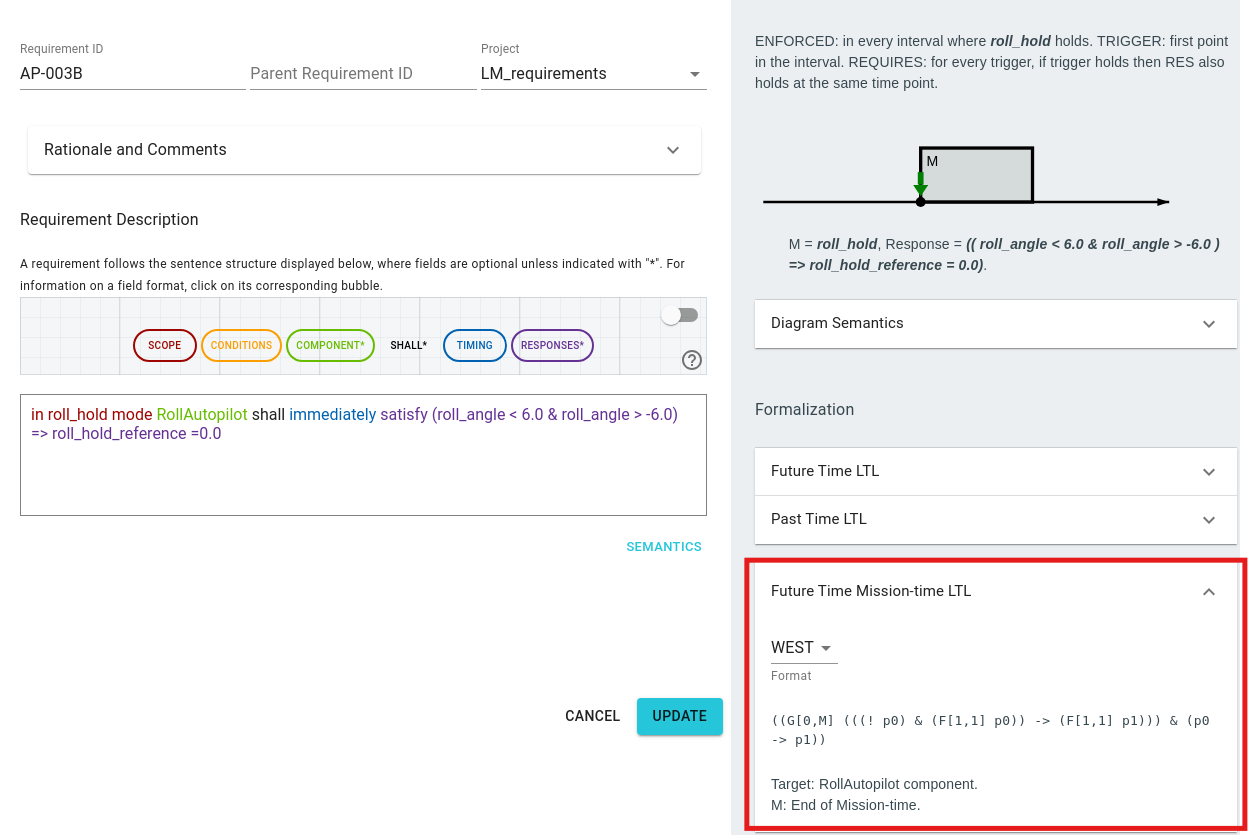 Requirement ID
AP-003B
Parent Requirement ID
Project
LM_requirements
Rationale and Comments
Requirement Description
A requirement follows the sentence structure displayed below, where fields are optional unless indicated with "*". For
information on a field format, click on its corresponding bubble.
SCOPE
CONDITIONS
COMPONENT*
SHALL*
TIMING
RESPONSES*
?
in roll_hold mode RollAutopilot shall immediately satisfy (roll_angle < 6.0 & roll_angle > -6.0)
=> roll_hold_reference =0.0
SEMANTICS
CANCEL
UPDATE
ENFORCED: in every interval where roll_hold holds. TRIGGER: first point
in the interval. REQUIRES: for every trigger, if trigger holds then RES also
holds at the same time point.
M
M = roll_hold, Response = (( roll_angle < 6.0 & roll_angle > -6.0 )
=> roll_hold_reference = 0.0).
Diagram Semantics
Formalization
Future Time LTL
Past Time LTL
Future Time Mission-time LTL
WEST
Format
((G[0,M] (((! p0) & (F[1,1] p0)) -> (F[1,1] p1))) & (p0
-> p1))
Target: RollAutopilot component.
M: End of Mission-time.